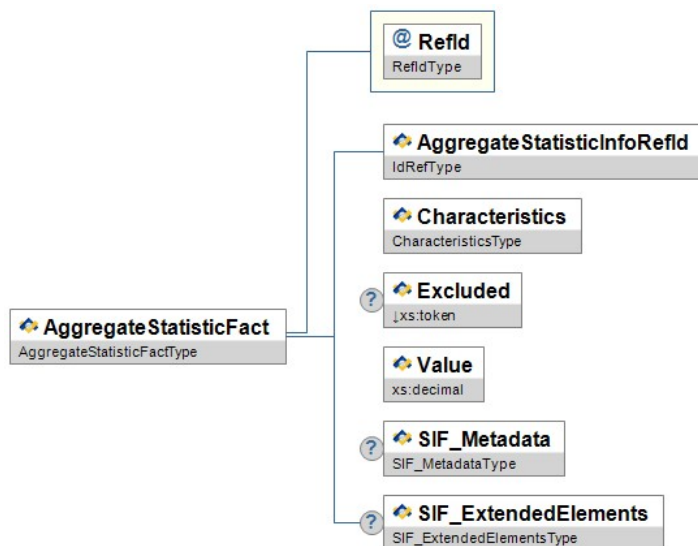 @ RefId
RefIdType
AggregateStatisticInfoRefId
IdRefType
Characteristics
CharacteristicsType
? Excluded
↓xs:token
AggregateStatisticFact
AggregateStatisticFactType
Value
xs:decimal
? SIF_Metadata
SIF_MetadataType
? SIF_ExtendedElements
SIF_ExtendedElementsType